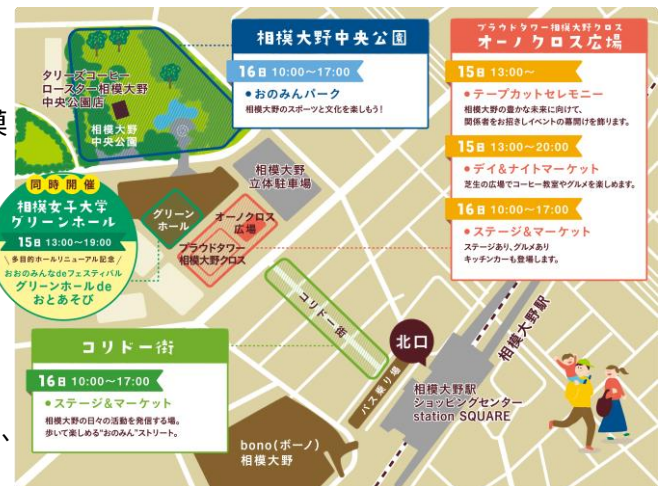 相模大野中央公園
16日 10:00~17:00
●おのみんパーク
相模大野のスポーツと文化を楽しもう!
プラウドタワー相模大野クロス
オーノクロス広場
15日 13:00~
●テープカットセレモニー
相模大野の豊かな未来に向けて、
関係者をお招きしイベントの幕開けを飾ります。
15日 13:00~20:00
●デイ&ナイトマーケット
芝生の広場でコーヒー教室やグルメを楽しめます。
16日 10:00~17:00
●ステージ&マーケット
ステージあり、グルメあり
キッチンカーも登場します。
タリーズコーヒー
ロースター相模大野
中央公園店
相模大野
中央公園
相模大野
立体駐車場
グリーン
ホール
オーノクロス
広場
プラウドタワー
相模大野クロス
同時開催
相模女子大学
グリーンホール
15日 13:00~19:00
\多目的ホールリニューアル記念/
おおのみんなdeフェスティバル
グリーンホールde
おとあそび
コリドー街
北口
相模大野駅
バス乗り場
相模大野駅
ショッピングセンター
station SQUARE
コリドー街
16日 10:00~17:00
●ステージ&マーケット
相模大野の日々の活動を発信する場。
歩いて楽しめる“おのみん”ストリート。
bono(ボーノ)
相模大野
、